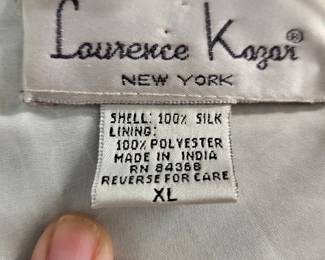 Laurence Kazar®
NEW YORK
SHELL: 100% SILK
LINING:
100% POLYESTER
MADE IN INDIA
RN 84368
REVERSE FOR CARE
XL